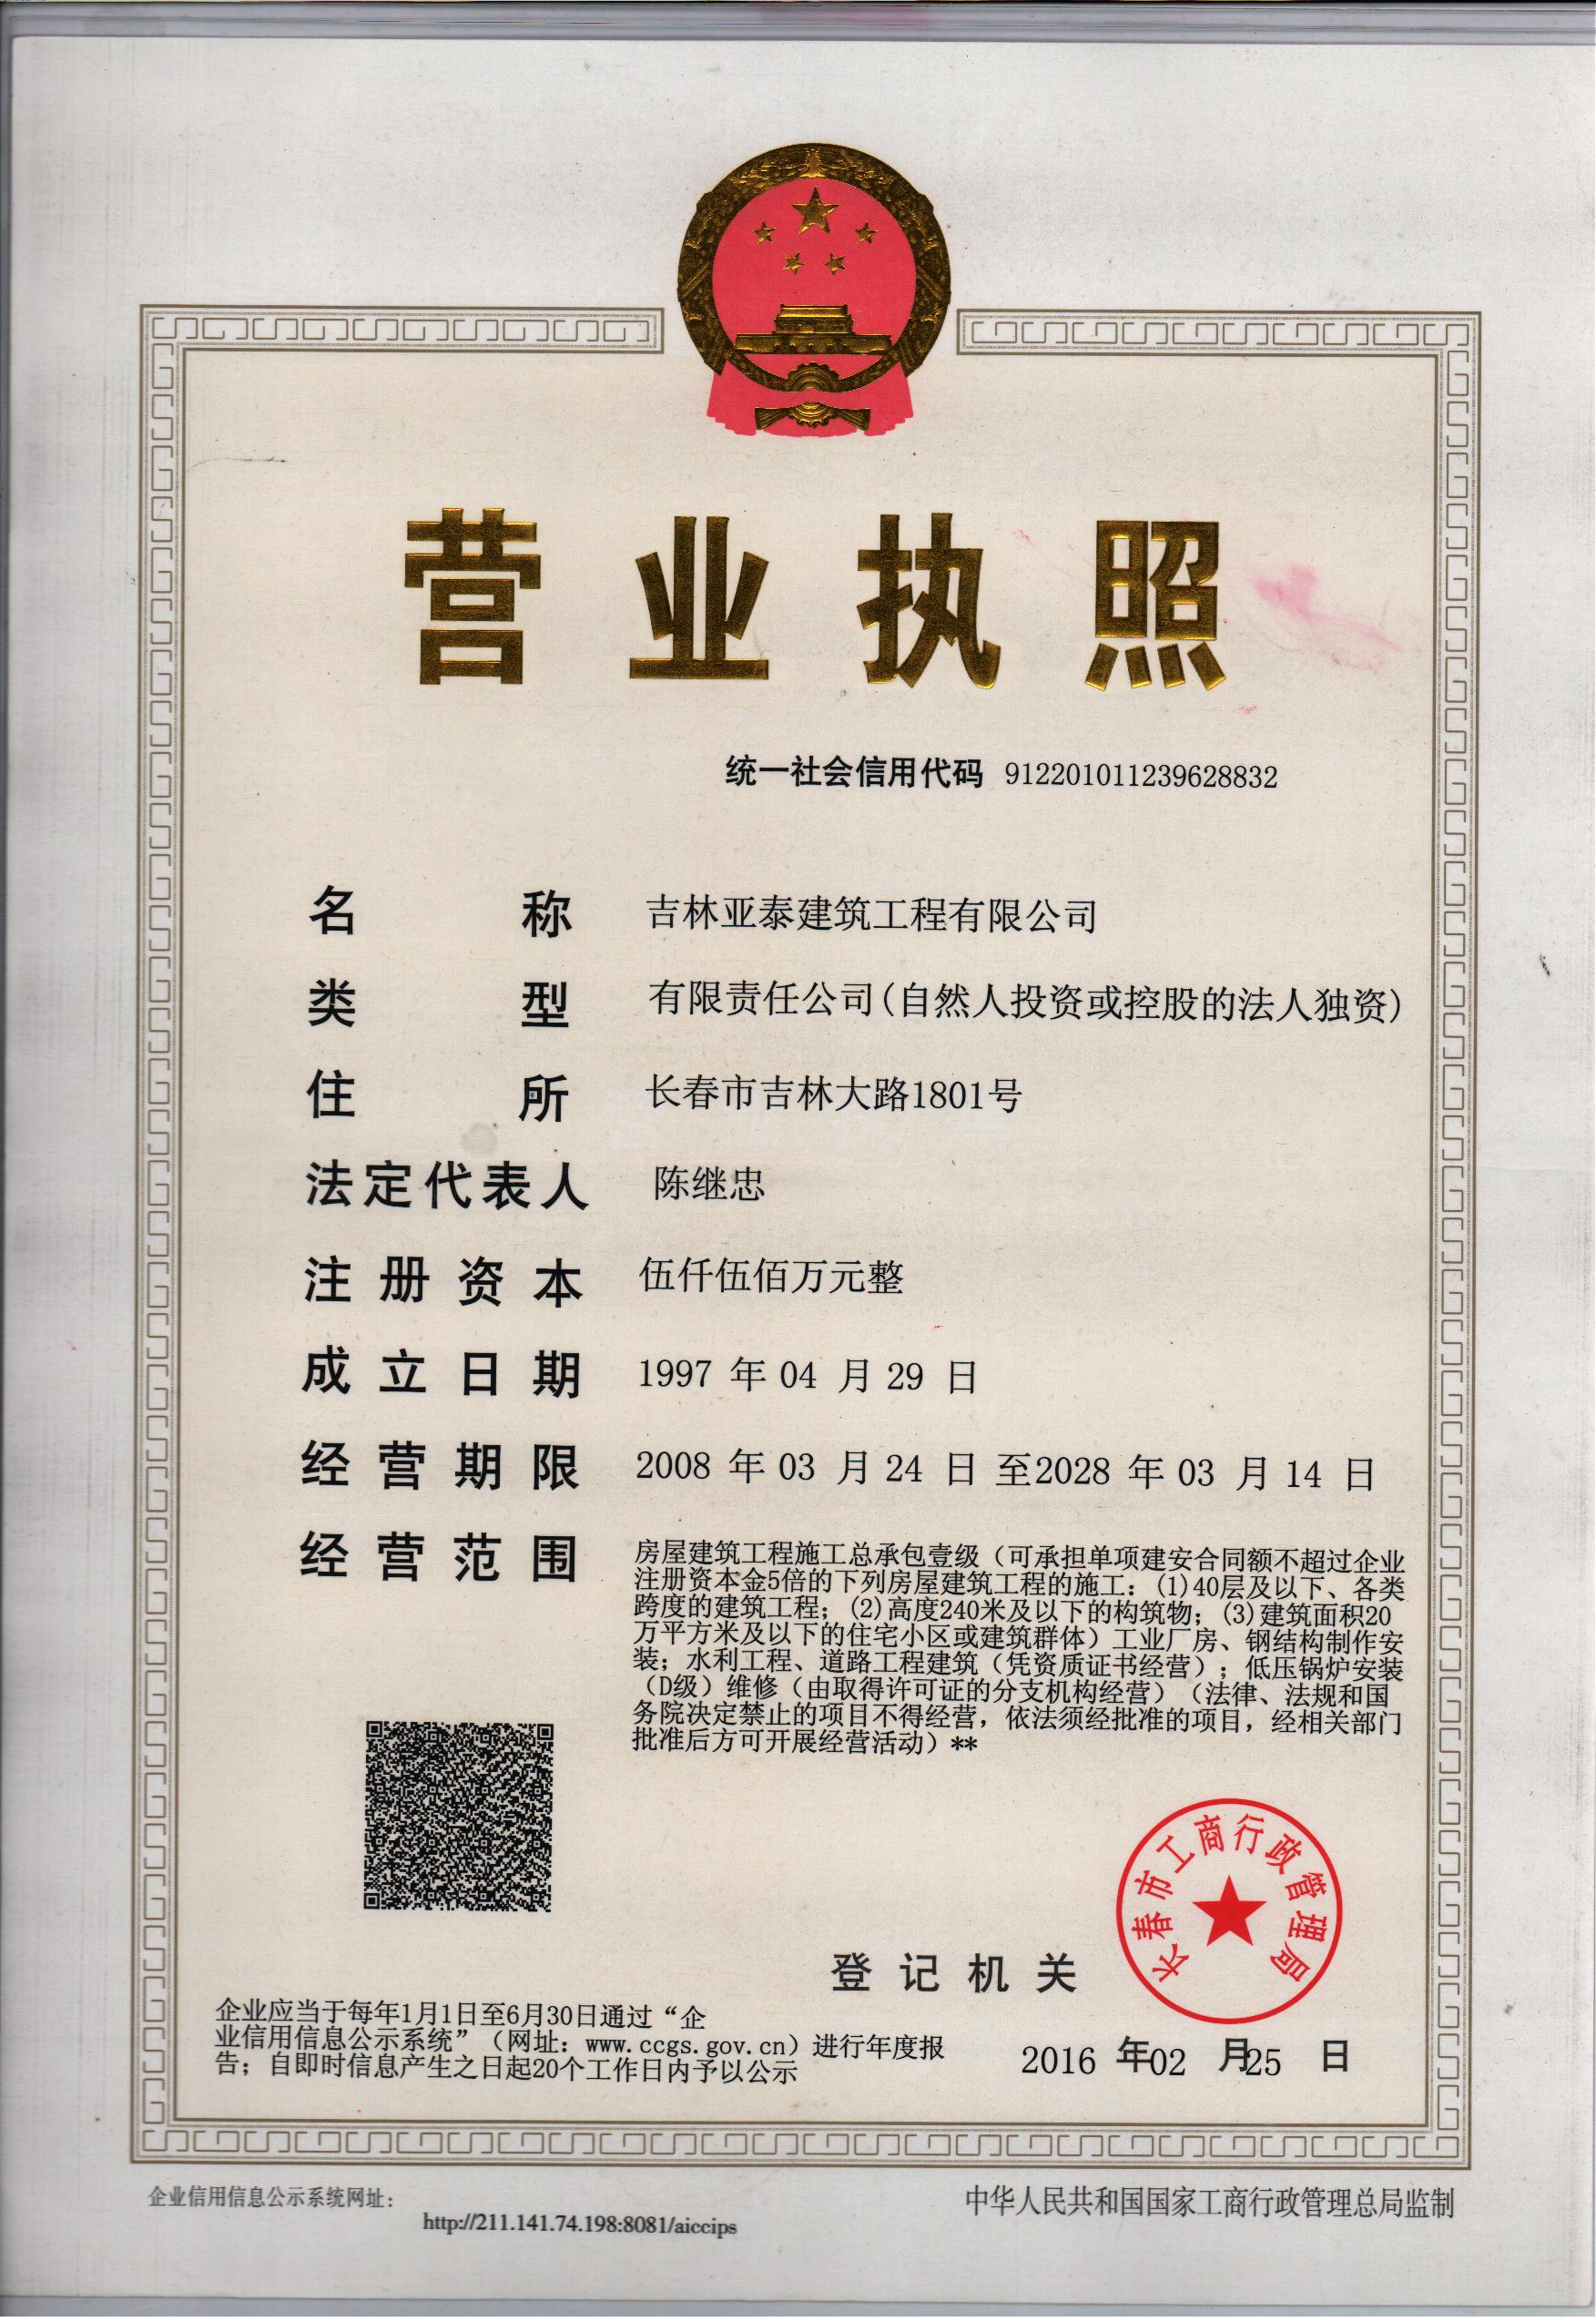 营业执照
统一社会信用代码 912201011239628832
名称 吉林亚泰建筑工程有限公司
类型 有限责任公司(自然人投资或控股的法人独资)
住所 长春市吉林大路1801号
法定代表人 陈继忠
注册资本 伍仟伍佰万元整
成立日期 1997 年 04 月 29 日
经营期限 2008 年 03 月 24 日 至2028 年 03 月 14 日
经营范围 房屋建筑工程施工总承包壹级（可承担单项建安合同额不超过企业
注册资本金5倍的下列房屋建筑工程的施工：(1)40层及以下、各类
跨度的建筑工程；(2)高度240米及以下的构筑物；(3)建筑面积20
万平方米及以下的住宅小区或建筑群体）工业厂房、钢结构制作安
装；水利工程、道路工程建筑（凭资质证书经营）；低压锅炉安装
（D级）维修（由取得许可证的分支机构经营）（法律、法规和国
务院决定禁止的项目不得经营，依法须经批准的项目，经相关部门
批准后方可开展经营活动）**
长春市工商行政管理局
登记机关
企业应当于每年1月1日至6月30日通过“企
业信用信息公示系统”（网址：www.ccgs.gov.cn）进行年度报
告；自即时信息产生之日起20个工作日内予以公示
2016 年02 月25 日
企业信用信息公示系统网址：
http://211.141.74.198:8081/aiccips
中华人民共和国国家工商行政管理总局监制